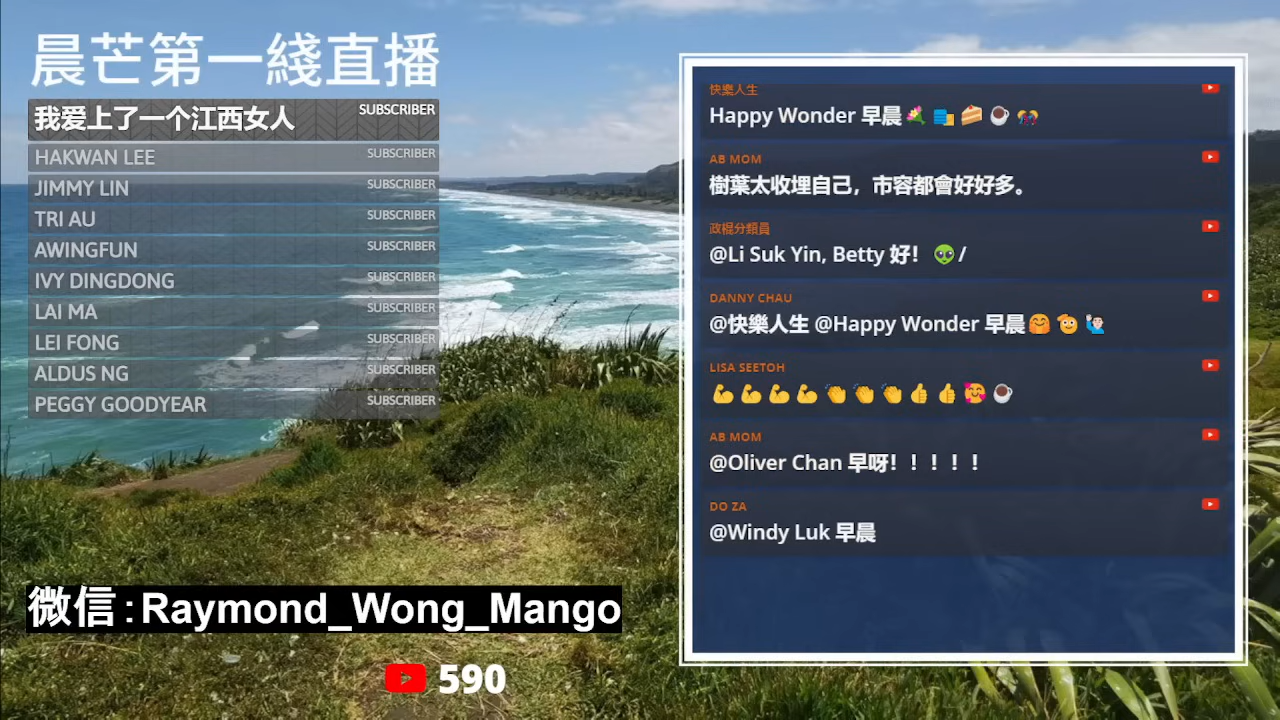 晨芒第一綫直播
我爱上了一个江西女人 SUBSCRIBER
HAKWAN LEE SUBSCRIBER
JIMMY LIN SUBSCRIBER
TRI AU SUBSCRIBER
AWINGFUN SUBSCRIBER
IVY DINGDONG SUBSCRIBER
LAI MA SUBSCRIBER
LEI FONG SUBSCRIBER
ALDUS NG SUBSCRIBER
PEGGY GOODYEAR SUBSCRIBER
快樂人生
Happy Wonder 早晨💐📘🍰☕🎊
AB MOM
樹葉太收埋自己，市容都會好好多。
政棍分類員
@Li Suk Yin, Betty 好！ 👽/
DANNY CHAU
@快樂人生 @Happy Wonder 早晨🤗🫡🙋🏻
LISA SEETOH
💪💪💪💪👏👏👏👍👍🥰☕
AB MOM
@Oliver Chan 早呀！！！！！
DO ZA
@Windy Luk 早晨
微信:Raymond_Wong_Mango
590